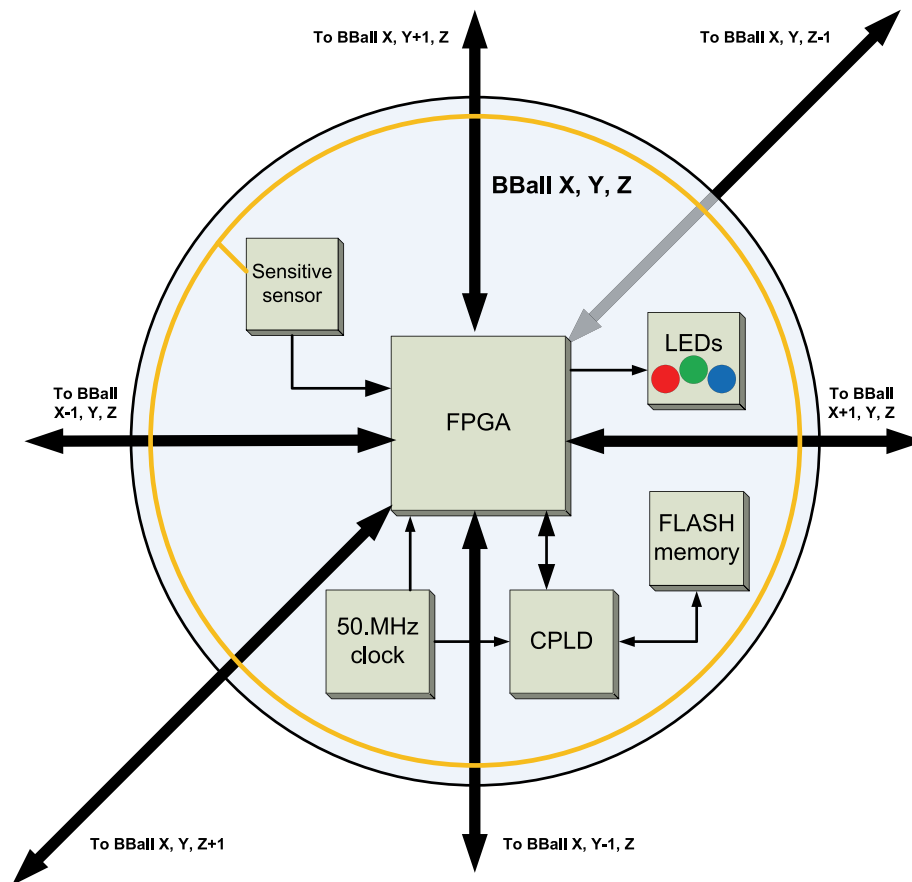 To BBall X, Y+1, Z
To BBall X, Y, Z-1
BBall X, Y, Z
Sensitive
sensor
LEDs
To BBall
X-1, Y, Z
To BBall
X+1, Y, Z
FPGA
FLASH
memory
50.MHz
clock
CPLD
To BBall X, Y, Z+1
To BBall X, Y-1, Z